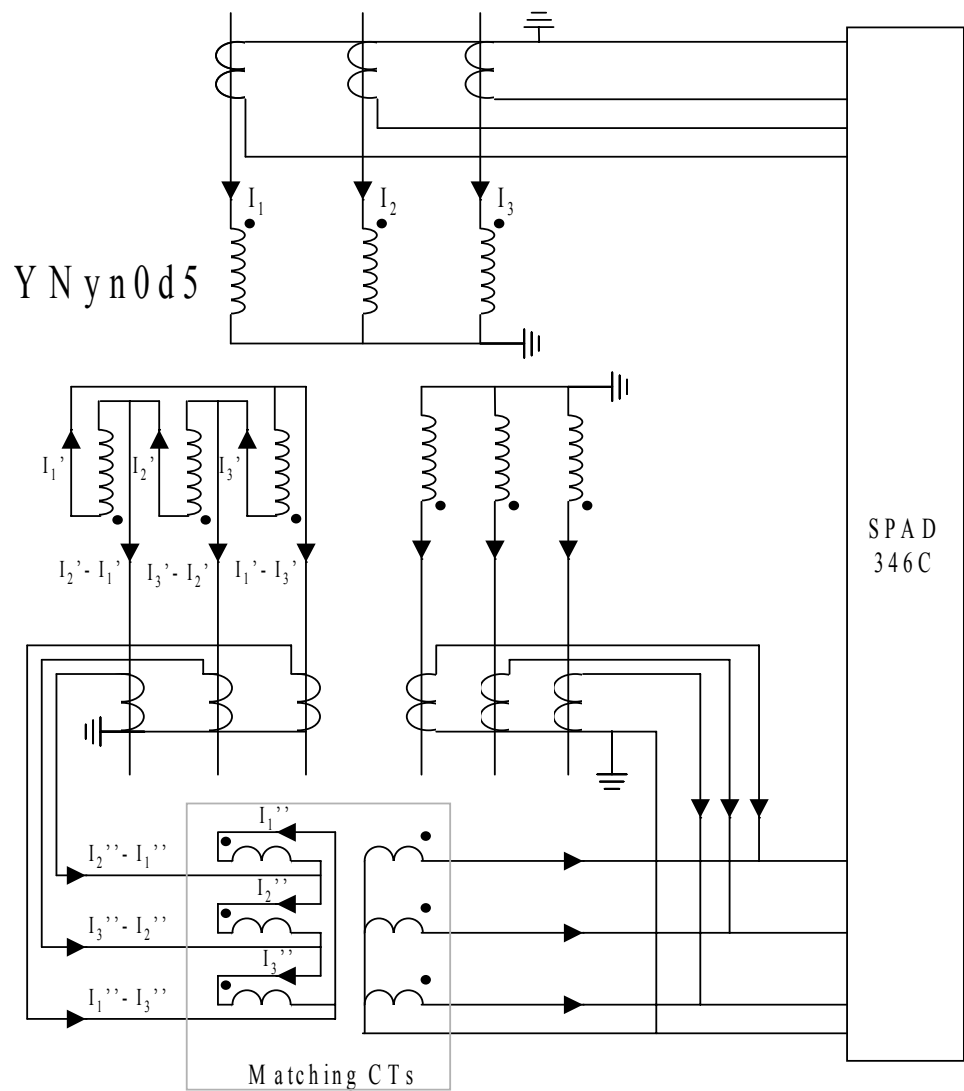 I₁ I₂ I₃
YNyn0d5
I₁’ I₂’ I₃’
SPAD
346C
I₂’- I₁’ I₃’- I₂’ I₁’- I₃’
I₁’’
I₂’’- I₁’’
I₂’’
I₃’’- I₂’’
I₃’’
I₁’’- I₃’’
Matching CTs